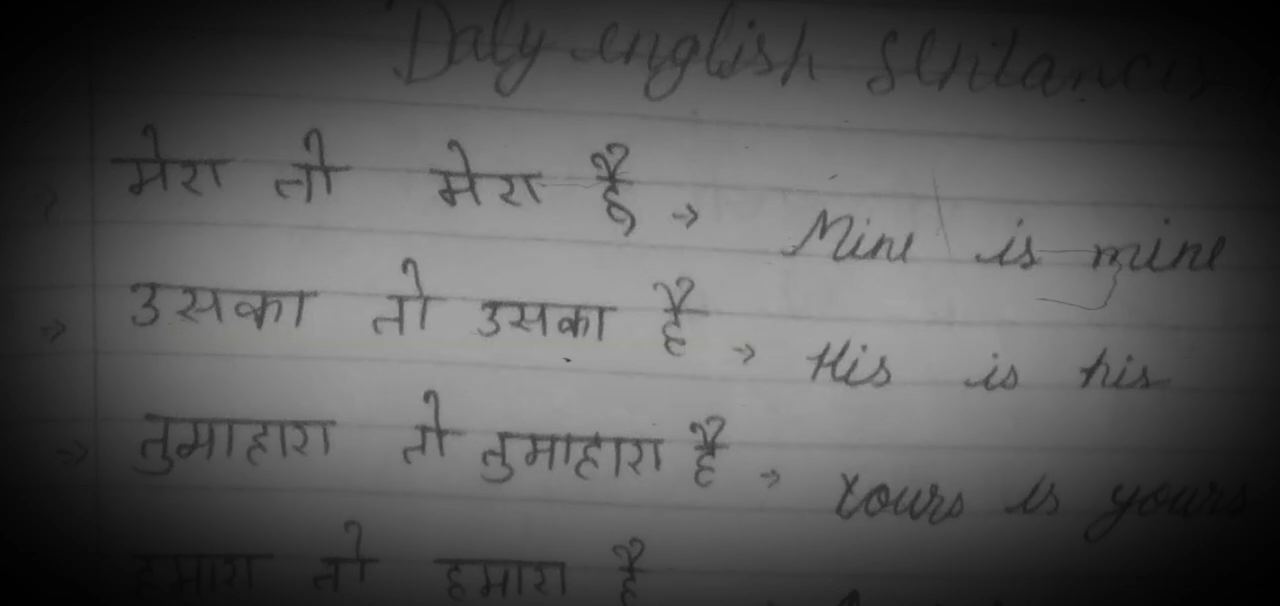 Daly english Sentances
मेरा तो मेरा है → Mine is mine
→ उसका तो उसका है → His is his
→ तुमाहारा तो तुमाहारा है → Yours is yours
हमारा तो हमारा है